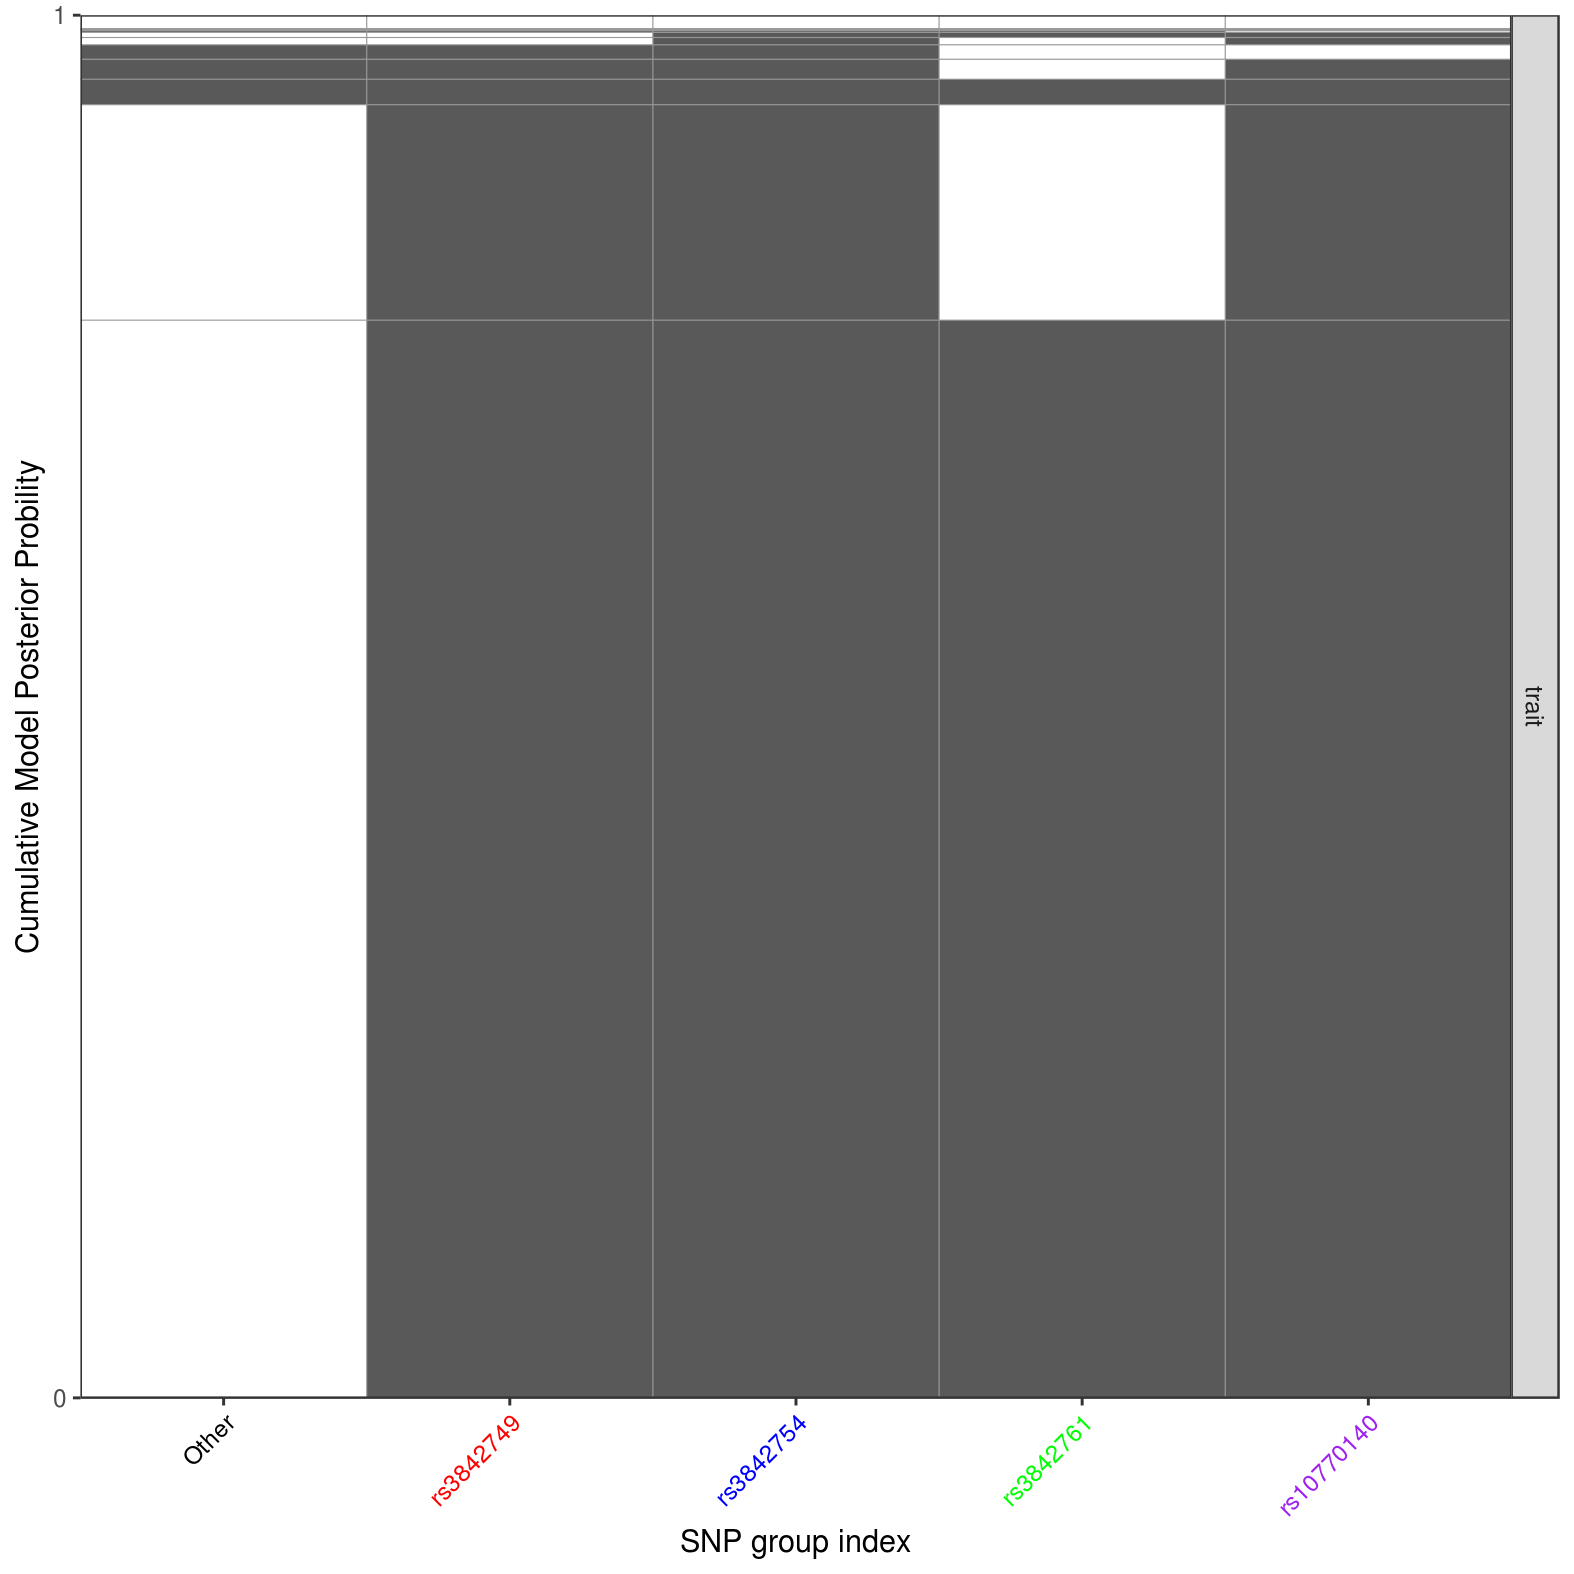 1
Cumulative Model Posterior Probility
trait
0
Other
rs3842749
rs3842754
rs3842761
rs10770140
SNP group index